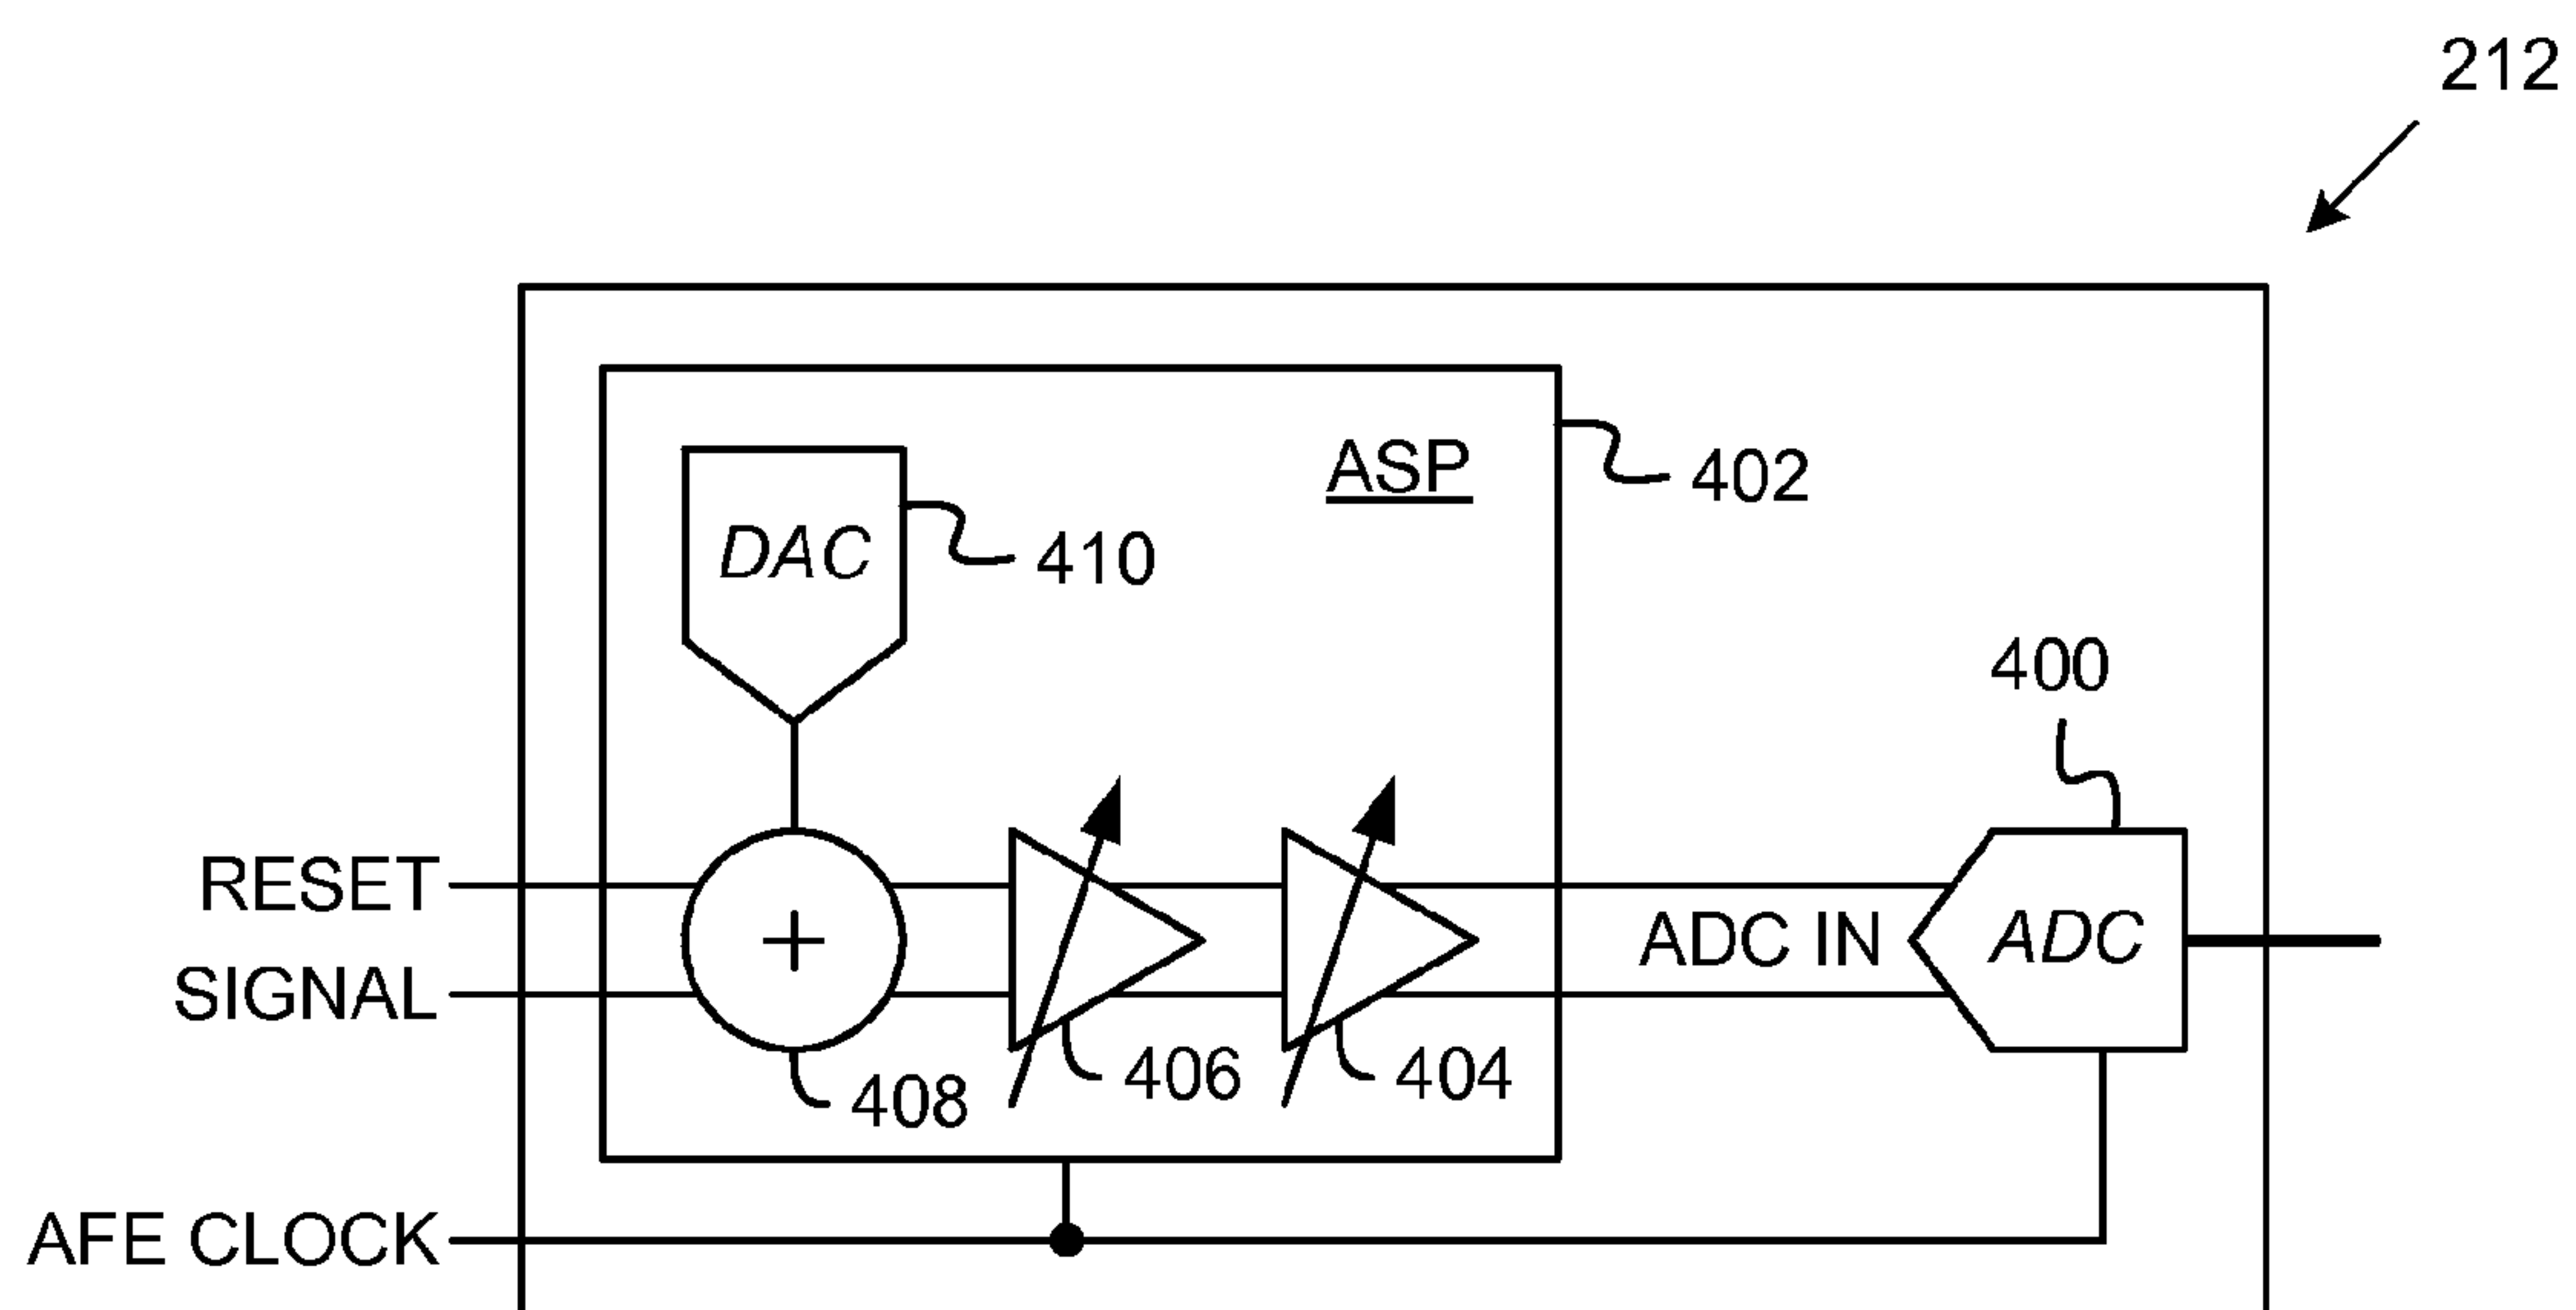 212
ASP
402
DAC
410
400
RESET
SIGNAL
+
ADC IN
ADC
408
406
404
AFE CLOCK